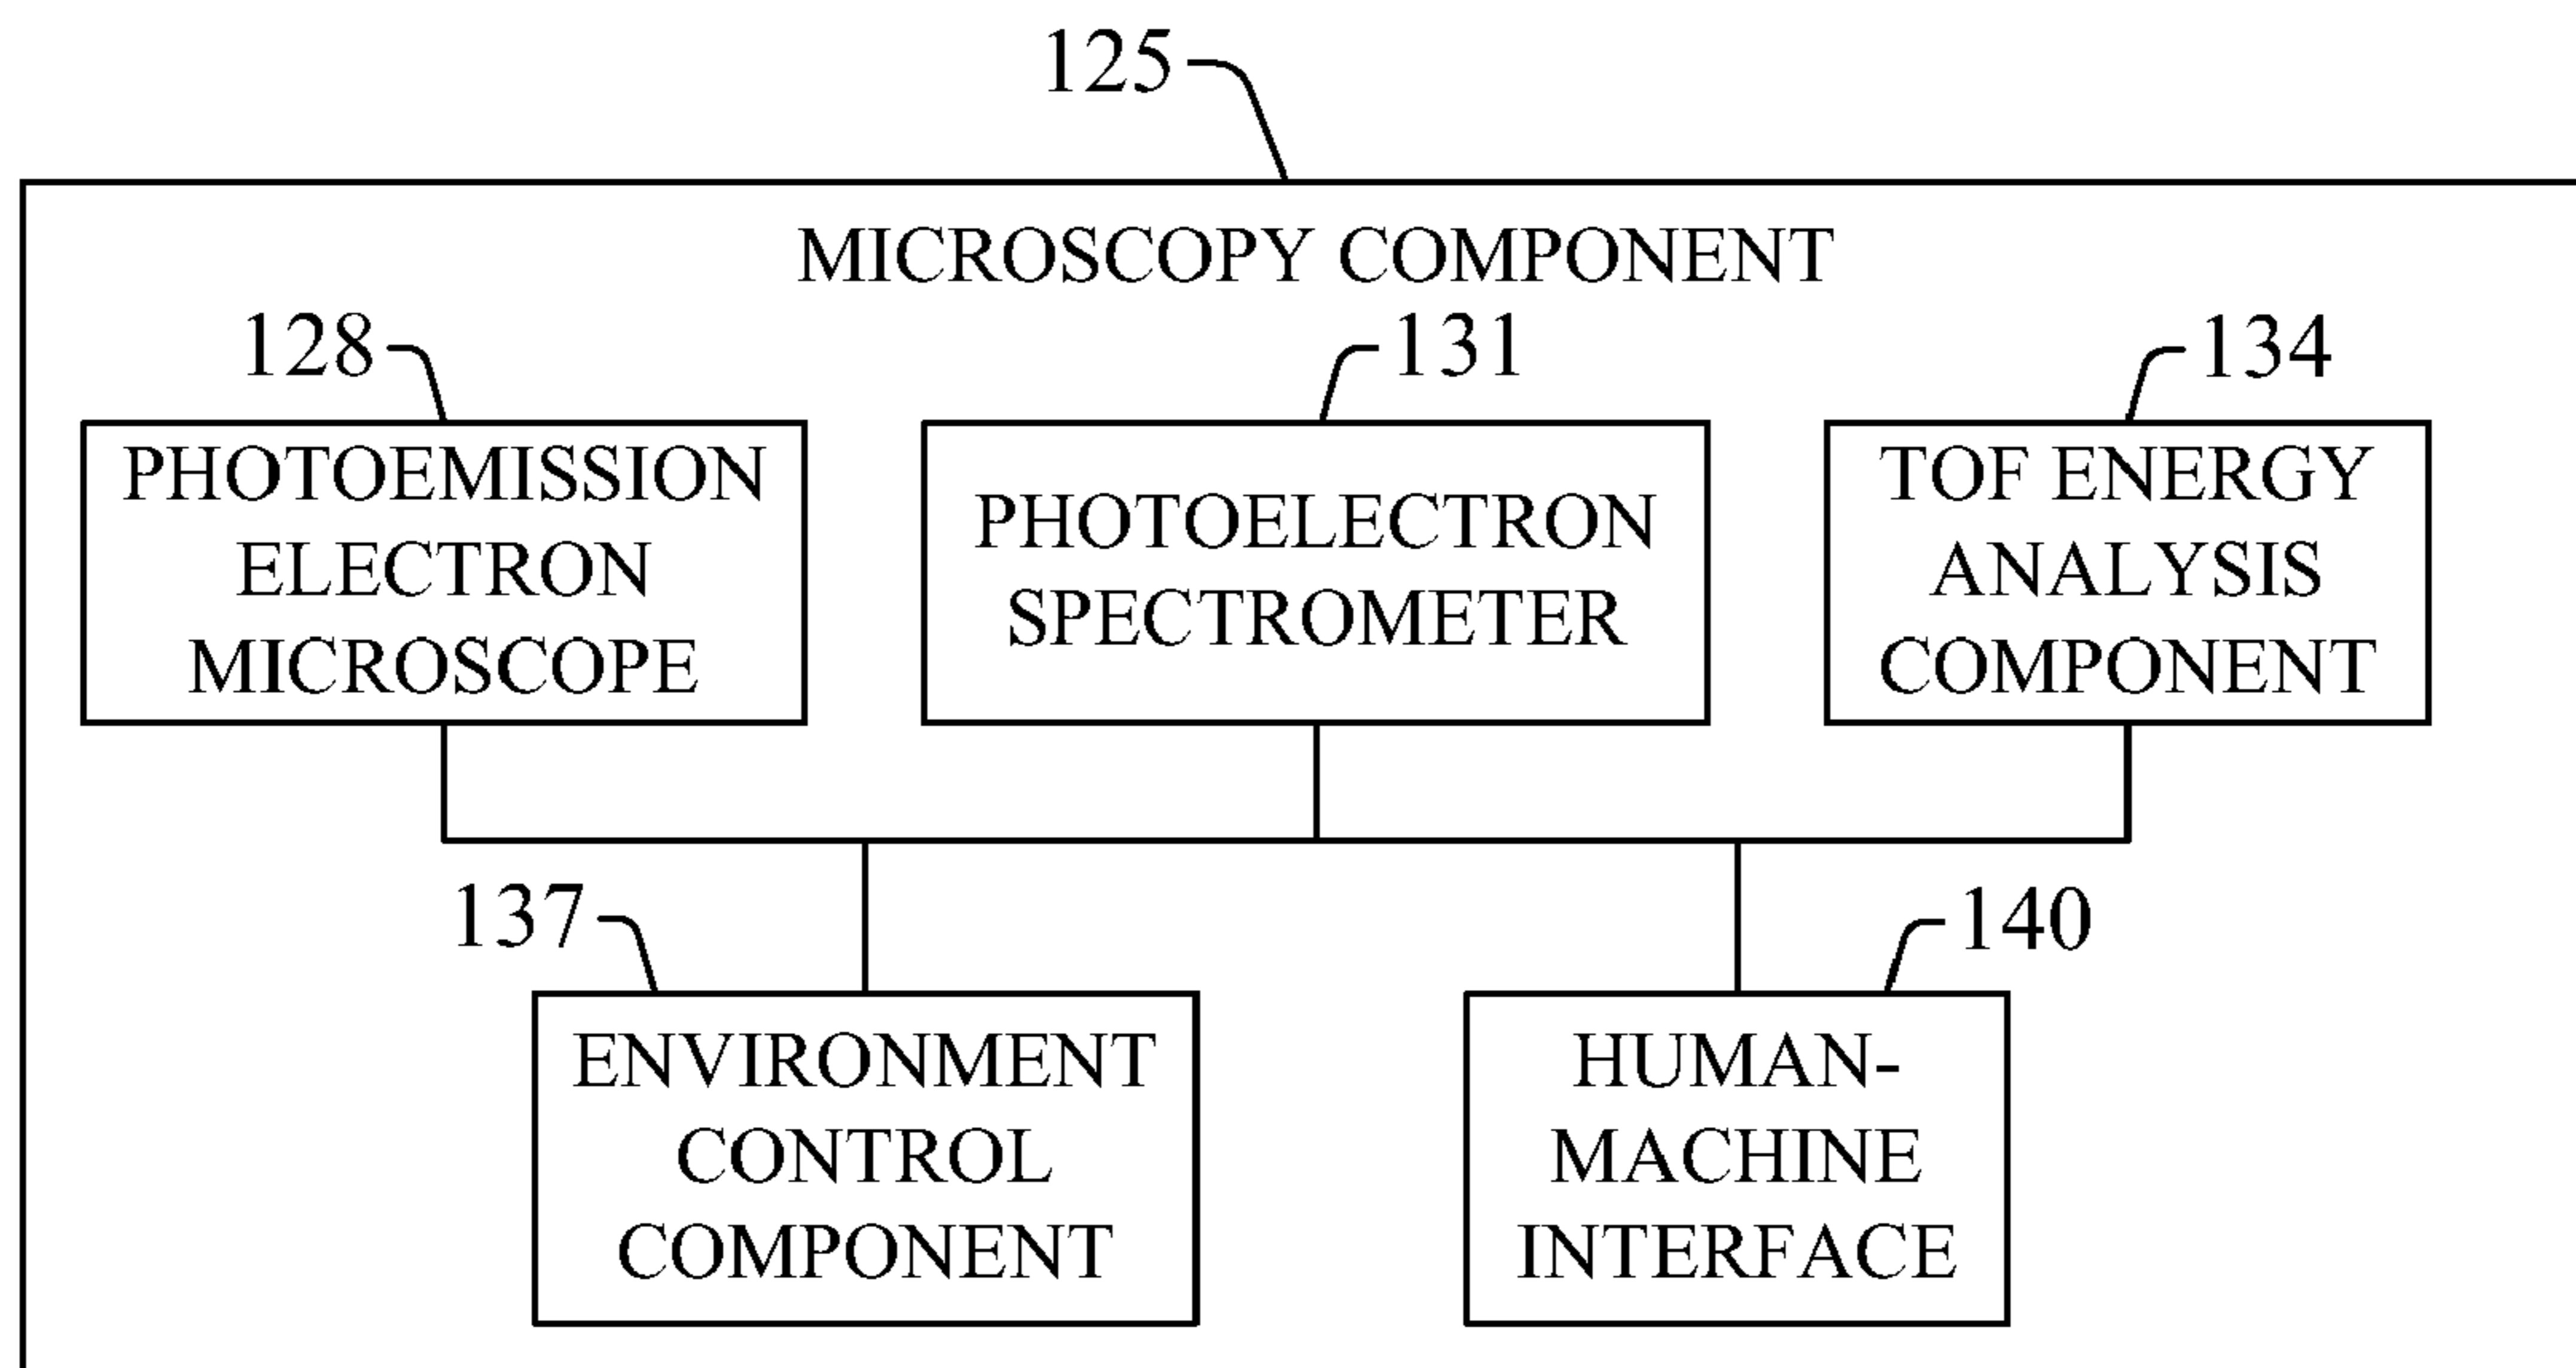 125
MICROSCOPY COMPONENT
128
131
134
PHOTOEMISSION
ELECTRON
MICROSCOPE
PHOTOELECTRON
SPECTROMETER
TOF ENERGY
ANALYSIS
COMPONENT
137
140
ENVIRONMENT
CONTROL
COMPONENT
HUMAN-
MACHINE
INTERFACE